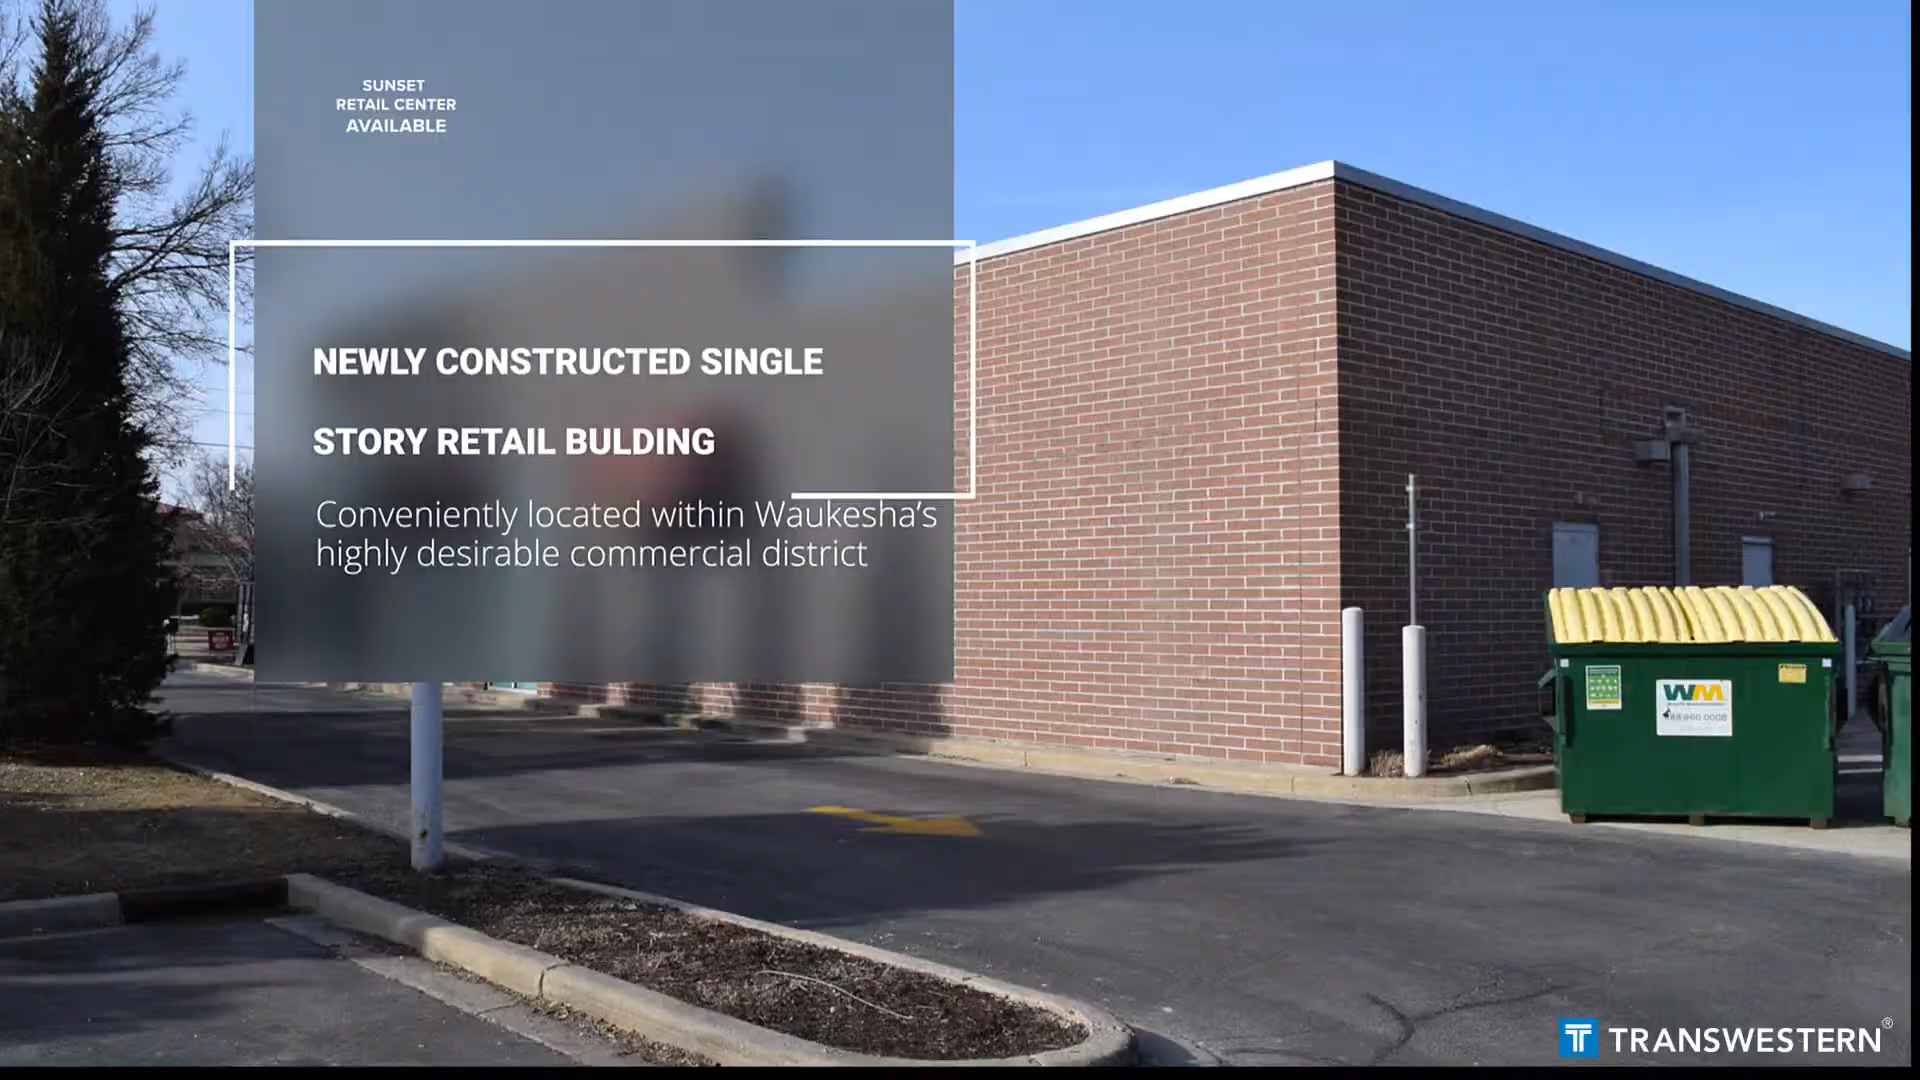 SUNSET
RETAIL CENTER
AVAILABLE
NEWLY CONSTRUCTED SINGLE
STORY RETAIL BULDING
Conveniently located within Waukesha's
highly desirable commercial district
WM
TRANSWESTERN®